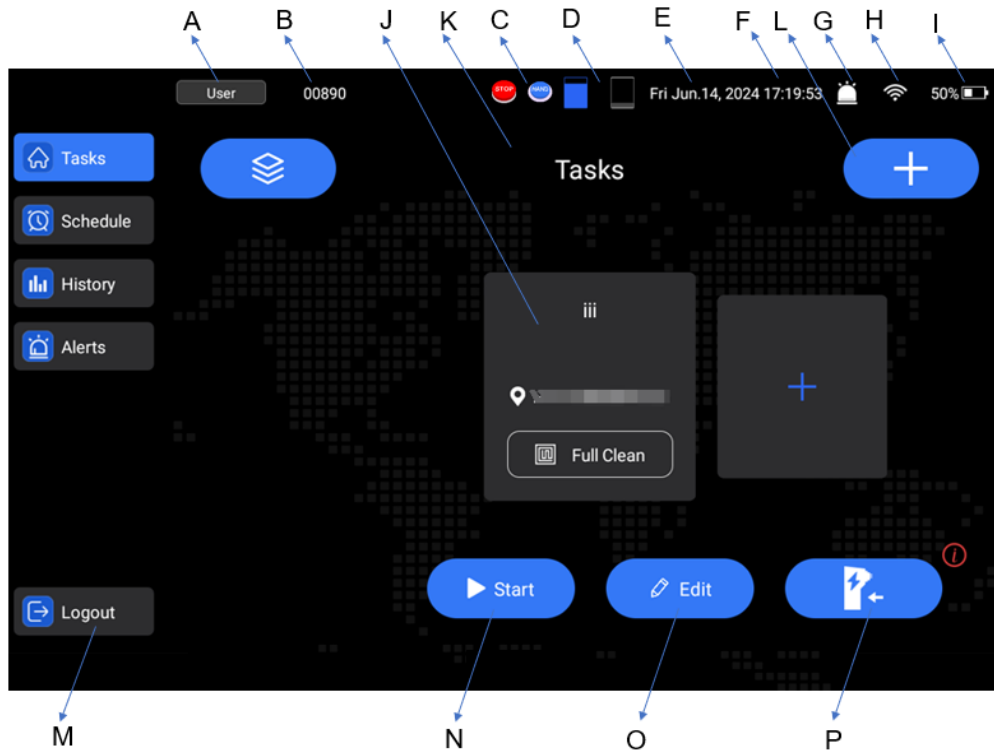 A B J K C D E F L G H I
User 00890 STOP HAND Fri Jun.14, 2024 17:19:53 50%
Tasks
Tasks
Schedule
History
iii
Alerts
Full Clean
Start
Edit
Logout
M N O P